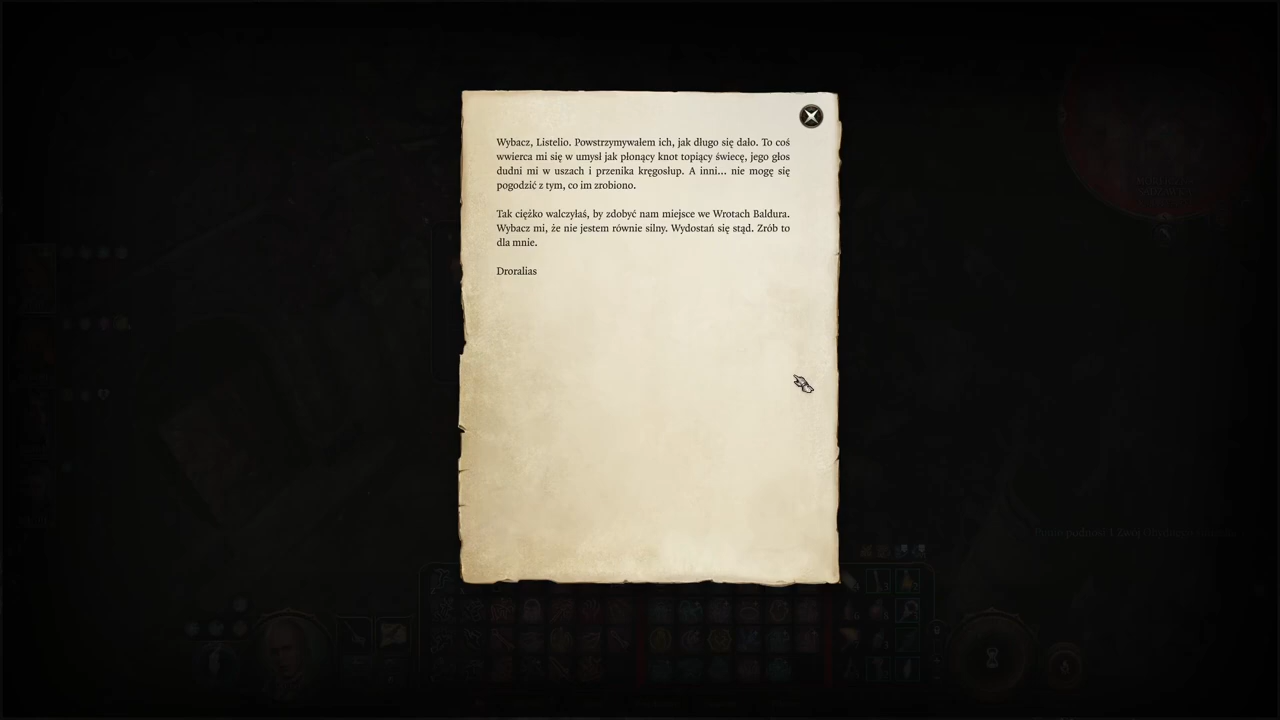 Wybacz, Listelio. Powstrzymywałem ich, jak długo się dało. To coś
wwierca mi się w umysł jak płonący knot topiący świecę, jego głos
dudni mi w uszach i przenika kręgosłup. A inni... nie mogę się
pogodzić z tym, co im zrobiono.
Tak ciężko walczyłaś, by zdobyć nam miejsce we Wrotach Baldura.
Wybacz mi, że nie jestem równie silny. Wydostań się stąd. Zrób to
dla mnie.
Droralias